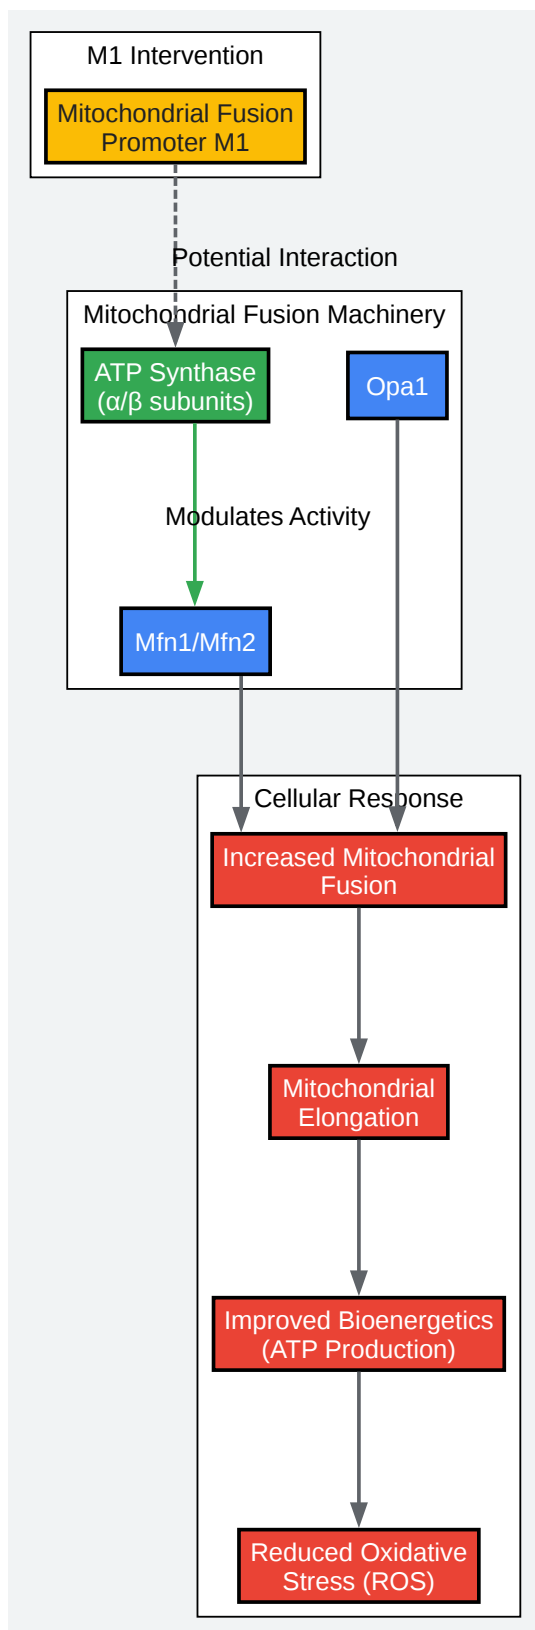 M1 Intervention
Mitochondrial Fusion
Promoter M1
Potential Interaction
Mitochondrial Fusion Machinery
ATP Synthase
(α/β subunits)
Opa1
Modulates Activity
Mfn1/Mfn2
Cellular Response
Increased Mitochondrial
Fusion
Mitochondrial
Elongation
Improved Bioenergetics
(ATP Production)
Reduced Oxidative
Stress (ROS)